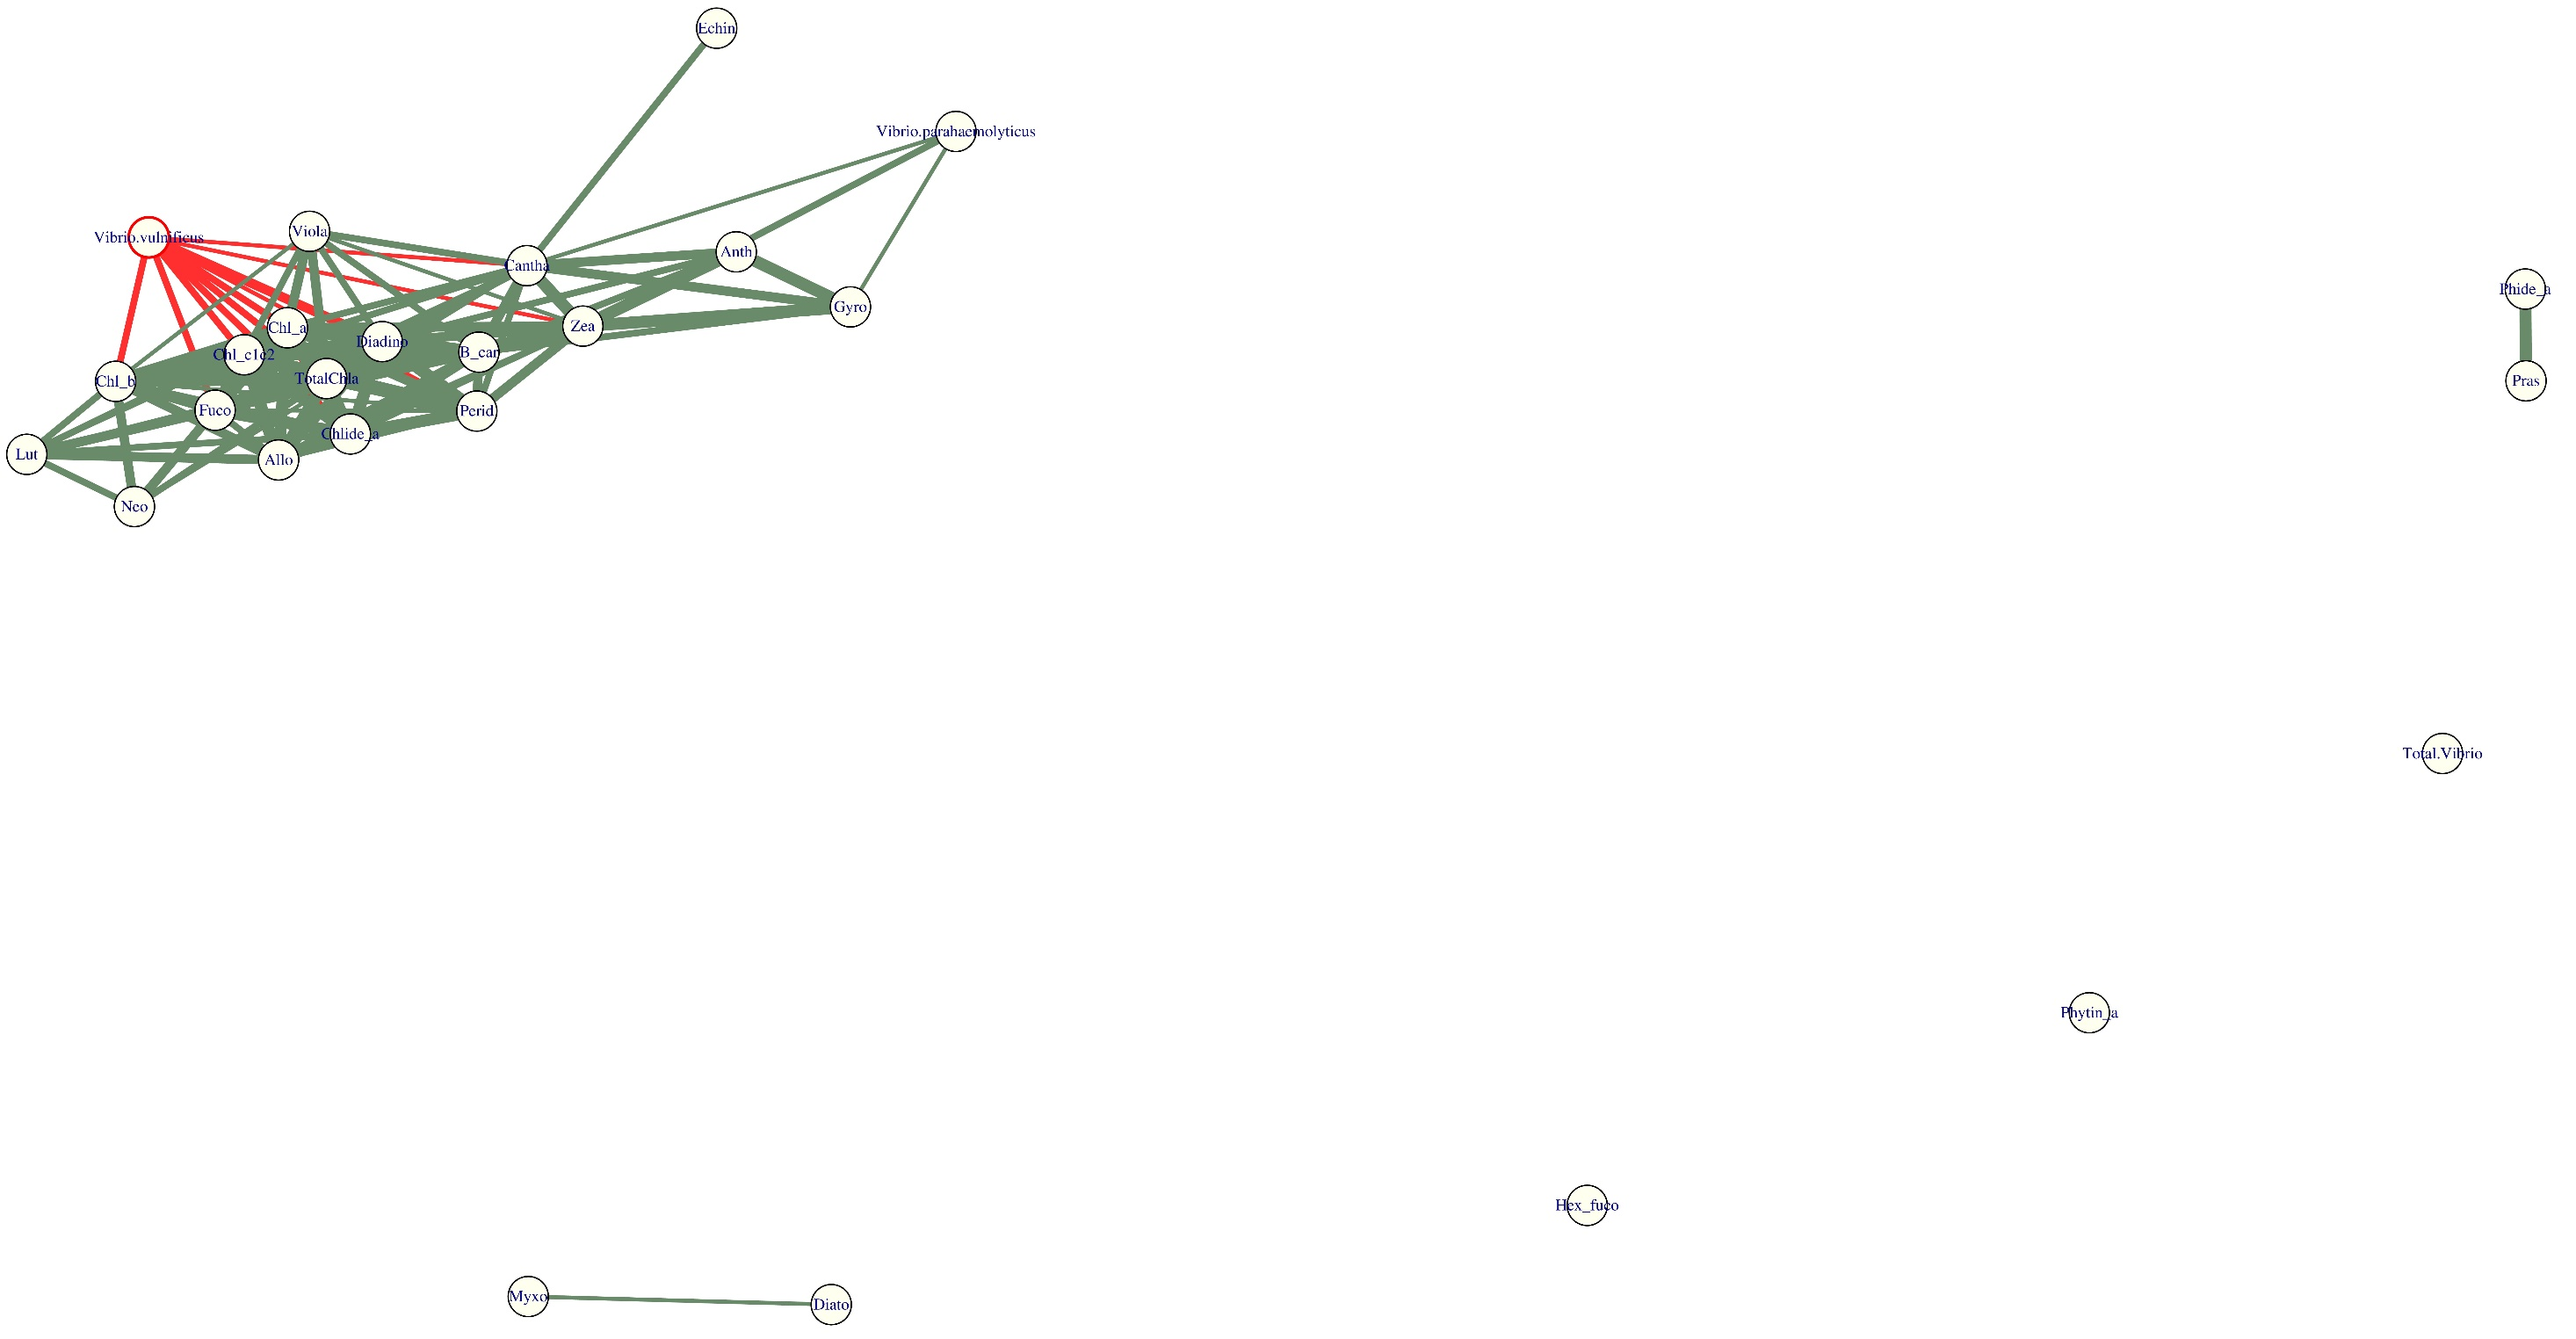 Echin
Vibrio.parahaemolyticus
Viola
Vibrio.vulnificus
Anth
Cantha
Phide_a
Gyro
Zea
Chl_a
Diadino
B_car
Chl_c1c2
TotalChla
Chl_b
Pras
Fuco
Perid
Chlide_a
Lut
Allo
Neo
Total.Vibrio
Phytin_a
Hex_fuco
Myxo
Diato